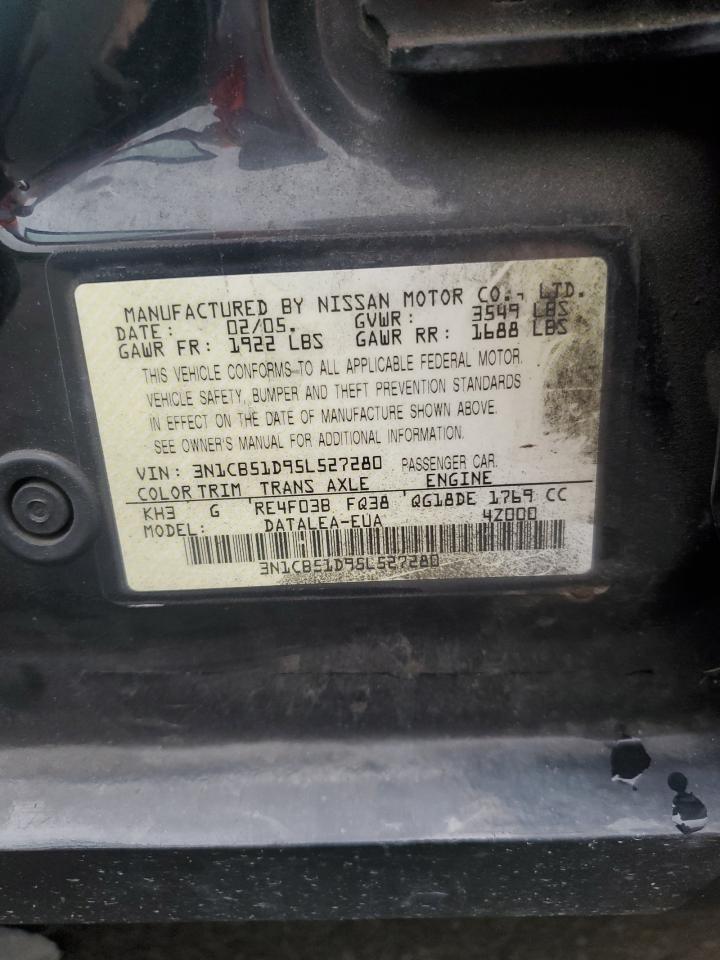 MANUFACTURED BY NISSAN MOTOR CO., LTD.
DATE: 02/05. GVWR: 3549 LBS
GAWR FR: 1922 LBS GAWR RR: 1688 LBS
THIS VEHICLE CONFORMS TO ALL APPLICABLE FEDERAL MOTOR
VEHICLE SAFETY, BUMPER AND THEFT PREVENTION STANDARDS
IN EFFECT ON THE DATE OF MANUFACTURE SHOWN ABOVE.
SEE OWNER'S MANUAL FOR ADDITIONAL INFORMATION.
VIN: 3N1CB51D95L527280 PASSENGER CAR.
COLOR TRIM TRANS AXLE ENGINE
KH3 G RE4F03B FQ38 QG18DE 1769 CC
MODEL: DATALEA-EUA 4Z000
3N1CB51D95L527280